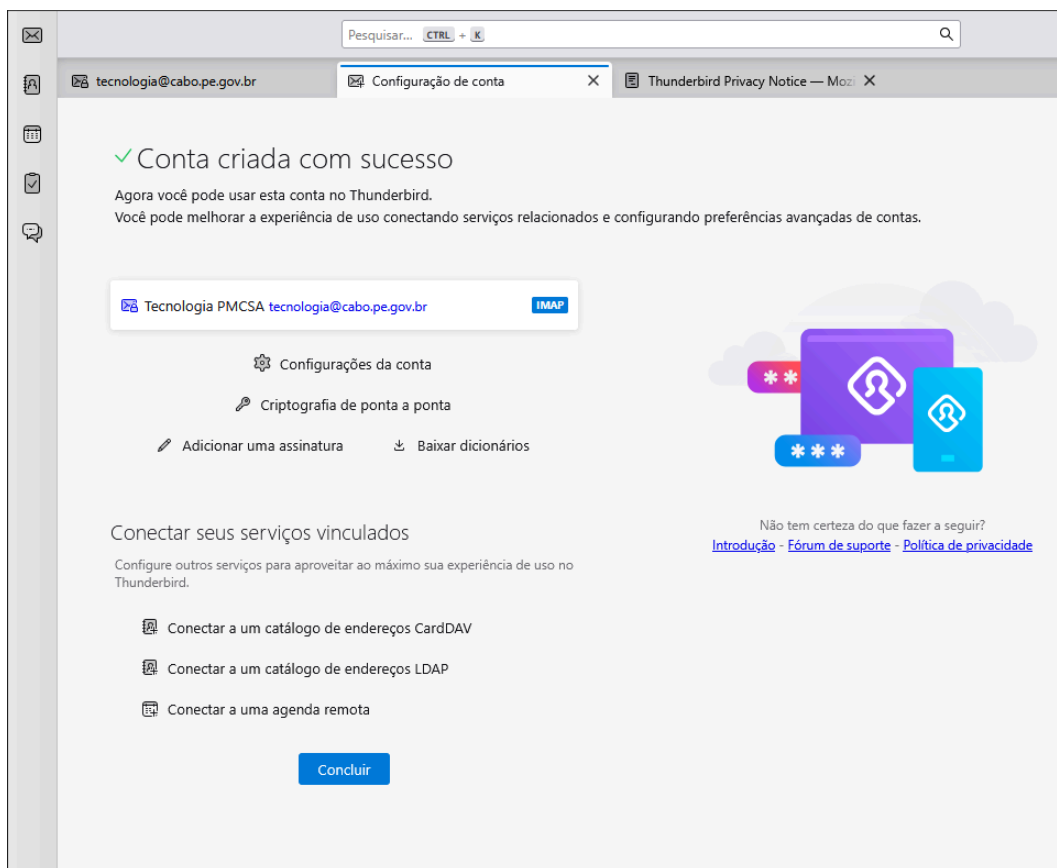 Pesquisar... CTRL + K
tecnologia@cabo.pe.gov.br
Configuração de conta
Thunderbird Privacy Notice — Mozi
Conta criada com sucesso
Agora você pode usar esta conta no Thunderbird.
Você pode melhorar a experiência de uso conectando serviços relacionados e configurando preferências avançadas de contas.
Tecnologia PMCSA tecnologia@cabo.pe.gov.br IMAP
Configurações da conta
Criptografia de ponta a ponta
Adicionar uma assinatura Baixar dicionários
*** 
***
Não tem certeza do que fazer a seguir?
Introdução - Fórum de suporte - Política de privacidade
Conectar seus serviços vinculados
Configure outros serviços para aproveitar ao máximo sua experiência de uso no
Thunderbird.
Conectar a um catálogo de endereços CardDAV
Conectar a um catálogo de endereços LDAP
Conectar a uma agenda remota
Concluir